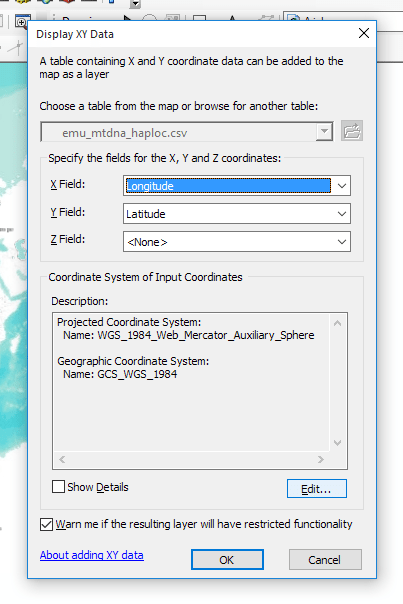 Display XY Data
A table containing X and Y coordinate data can be added to the
map as a layer
Choose a table from the map or browse for another table:
emu_mtdna_haploc.csv
Specify the fields for the X, Y and Z coordinates:
X Field:
Longitude
Y Field:
Latitude
Z Field:
<None>
Coordinate System of Input Coordinates
Description:
Projected Coordinate System:
Name: WGS_1984_Web_Mercator_Auxiliary_Sphere
Geographic Coordinate System:
Name: GCS_WGS_1984
Show Details
Edit...
Warn me if the resulting layer will have restricted functionality
About adding XY data
OK
Cancel